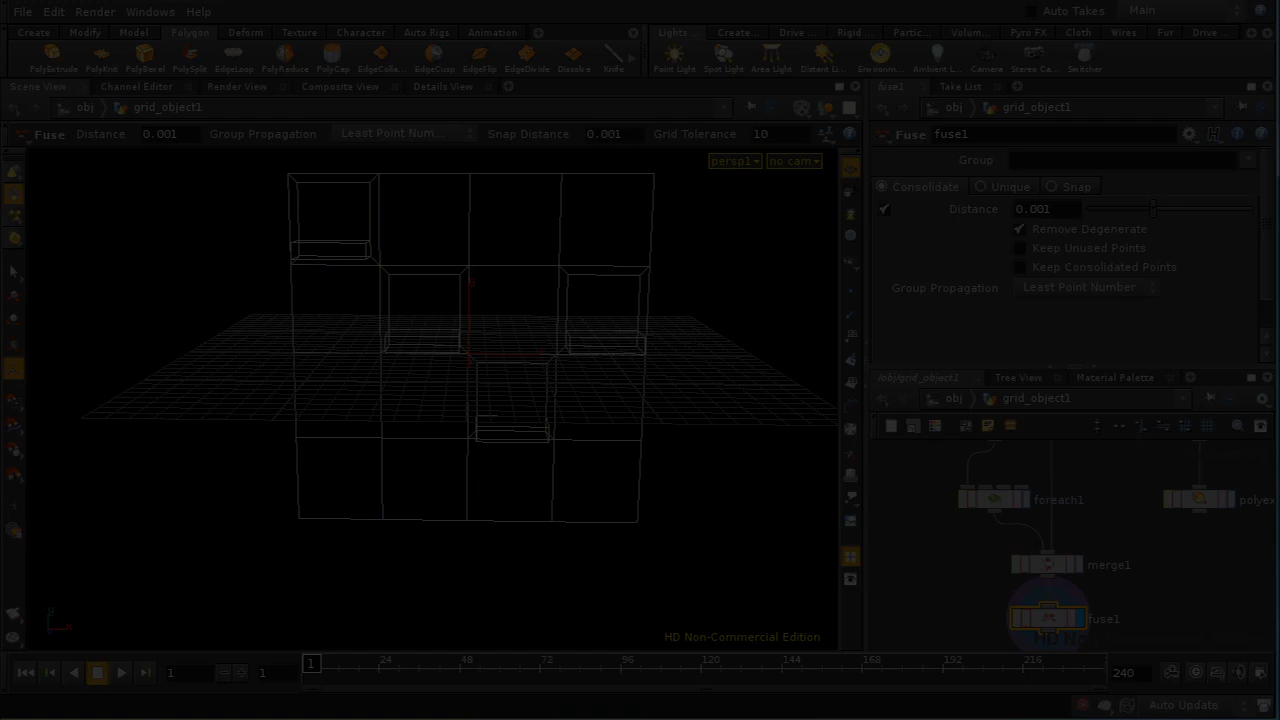 File Edit Render Windows Help Auto Takes Main
Create Modify Model Polygon Deform Texture Character Auto Rigs Animation Lights ... Create... Drive ... Rigid ... Partic... Volum... Pyro FX Cloth Wires Fur Drive ...
PolyExtrude PolyKnit PolyBevel PolySplit EdgeLoop PolyReduce PolyCap EdgeColla... EdgeCusp EdgeFlip EdgeDivide Dissolve Knife Point Light Spot Light Area Light Distant Li... Environm... Ambient L... Camera Stereo Ca... Switcher
Scene View Channel Editor Render View Composite View Details View fuse1 Take List
obj grid_object1 obj grid_object1
Fuse Distance 0.001 Group Propagation Least Point Num... Snap Distance 0.001 Grid Tolerance 10 Fuse fuse1
persp1 no cam Group
Consolidate Unique Snap
Distance 0.001
Remove Degenerate
Keep Unused Points
Keep Consolidated Points
Group Propagation Least Point Number
/obj/grid_object1 Tree View Material Palette
obj grid_object1
foreach1 polyex
merge1
fuse1
HD Non-Commercial Edition HD No
1 24 48 72 96 120 144 168 192 216
1 1 240
Auto Update